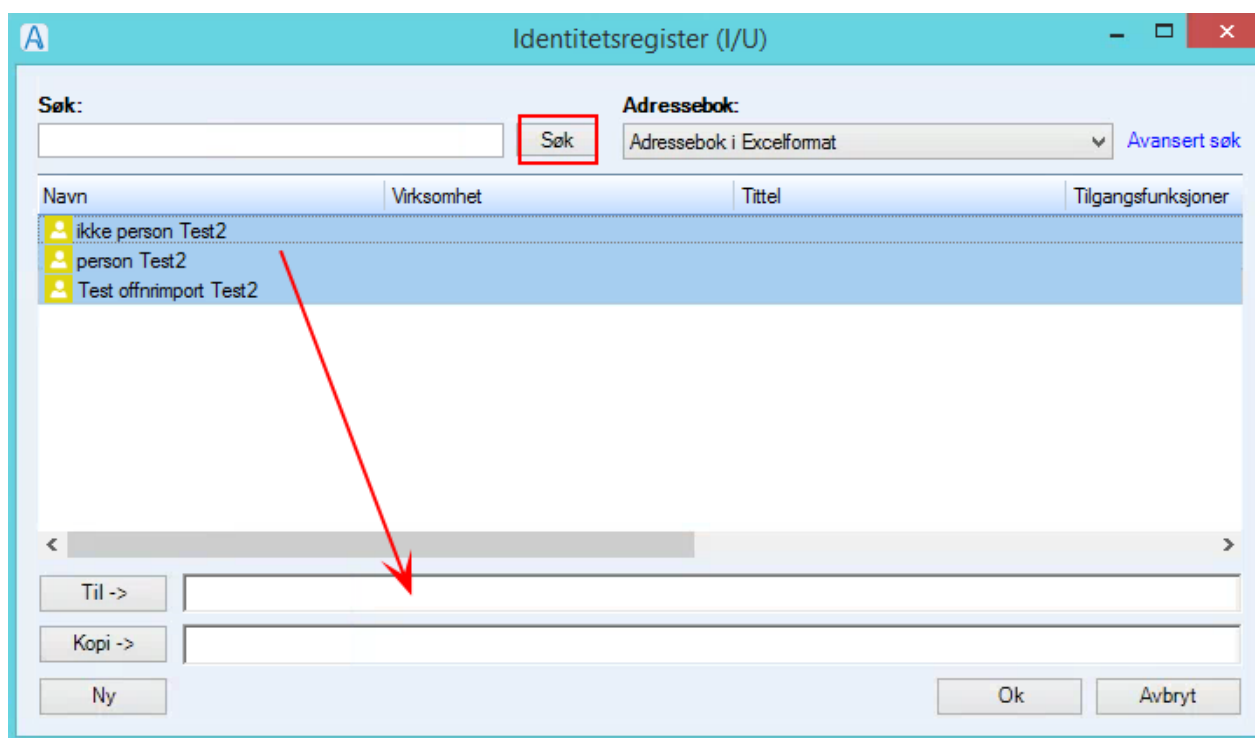 Identitetsregister (I/U)
Søk: Adressebok:
Søk Adressebok i Excelformat Avansert søk
Navn Virksomhet Tittel Tilgangsfunksjoner
ikke person Test2
person Test2
Test offnrimport Test2
Til ->
Kopi ->
Ny Ok Avbryt